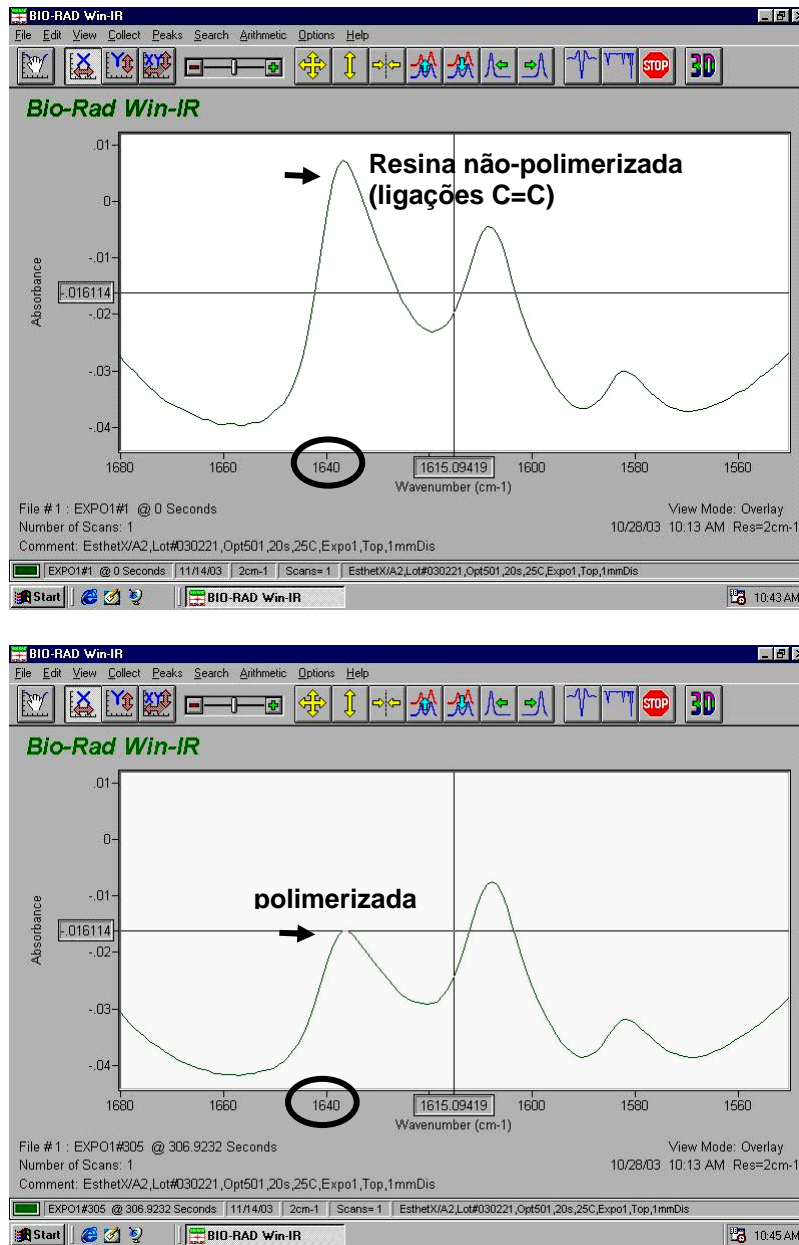 BIO-RAD Win-IR
File Edit View Collect Peaks Search Arithmetic Options Help
STOP 3D
Bio-Rad Win-IR
Resina não-polimerizada
(ligações C=C)
.01
0
-.01
-.016114
-.02
-.03
-.04
Absorbance
1680 1660 1640 1615.09419 1600 1580 1560
Wavenumber (cm-1)
File # 1 : EXPO1#1 @ 0 Seconds View Mode: Overlay
Number of Scans: 1 10/28/03 10:13 AM Res=2cm-1
Comment: EsthetX/A2,Lot#030221,Opt501,20s,25C,Expo1,Top,1mmDis
EXPO1#1 @ 0 Seconds 11/14/03 2cm-1 Scans= 1 EsthetX/A2,Lot#030221,Opt501,20s,25C,Expo1,Top,1mmDis
Start BIO-RAD Win-IR 10:43 AM
BIO-RAD Win-IR
File Edit View Collect Peaks Search Arithmetic Options Help
STOP 3D
Bio-Rad Win-IR
polimerizada
.01
0
-.01
-.016114
-.02
-.03
-.04
Absorbance
1680 1660 1640 1615.09419 1600 1580 1560
Wavenumber (cm-1)
File # 1 : EXPO1#305 @ 306.9232 Seconds View Mode: Overlay
Number of Scans: 1 10/28/03 10:13 AM Res=2cm-1
Comment: EsthetX/A2,Lot#030221,Opt501,20s,25C,Expo1,Top,1mmDis
EXPO1#305 @ 306.9232 Seconds 11/14/03 2cm-1 Scans= 1 EsthetX/A2,Lot#030221,Opt501,20s,25C,Expo1,Top,1mmDis
Start BIO-RAD Win-IR 10:45 AM